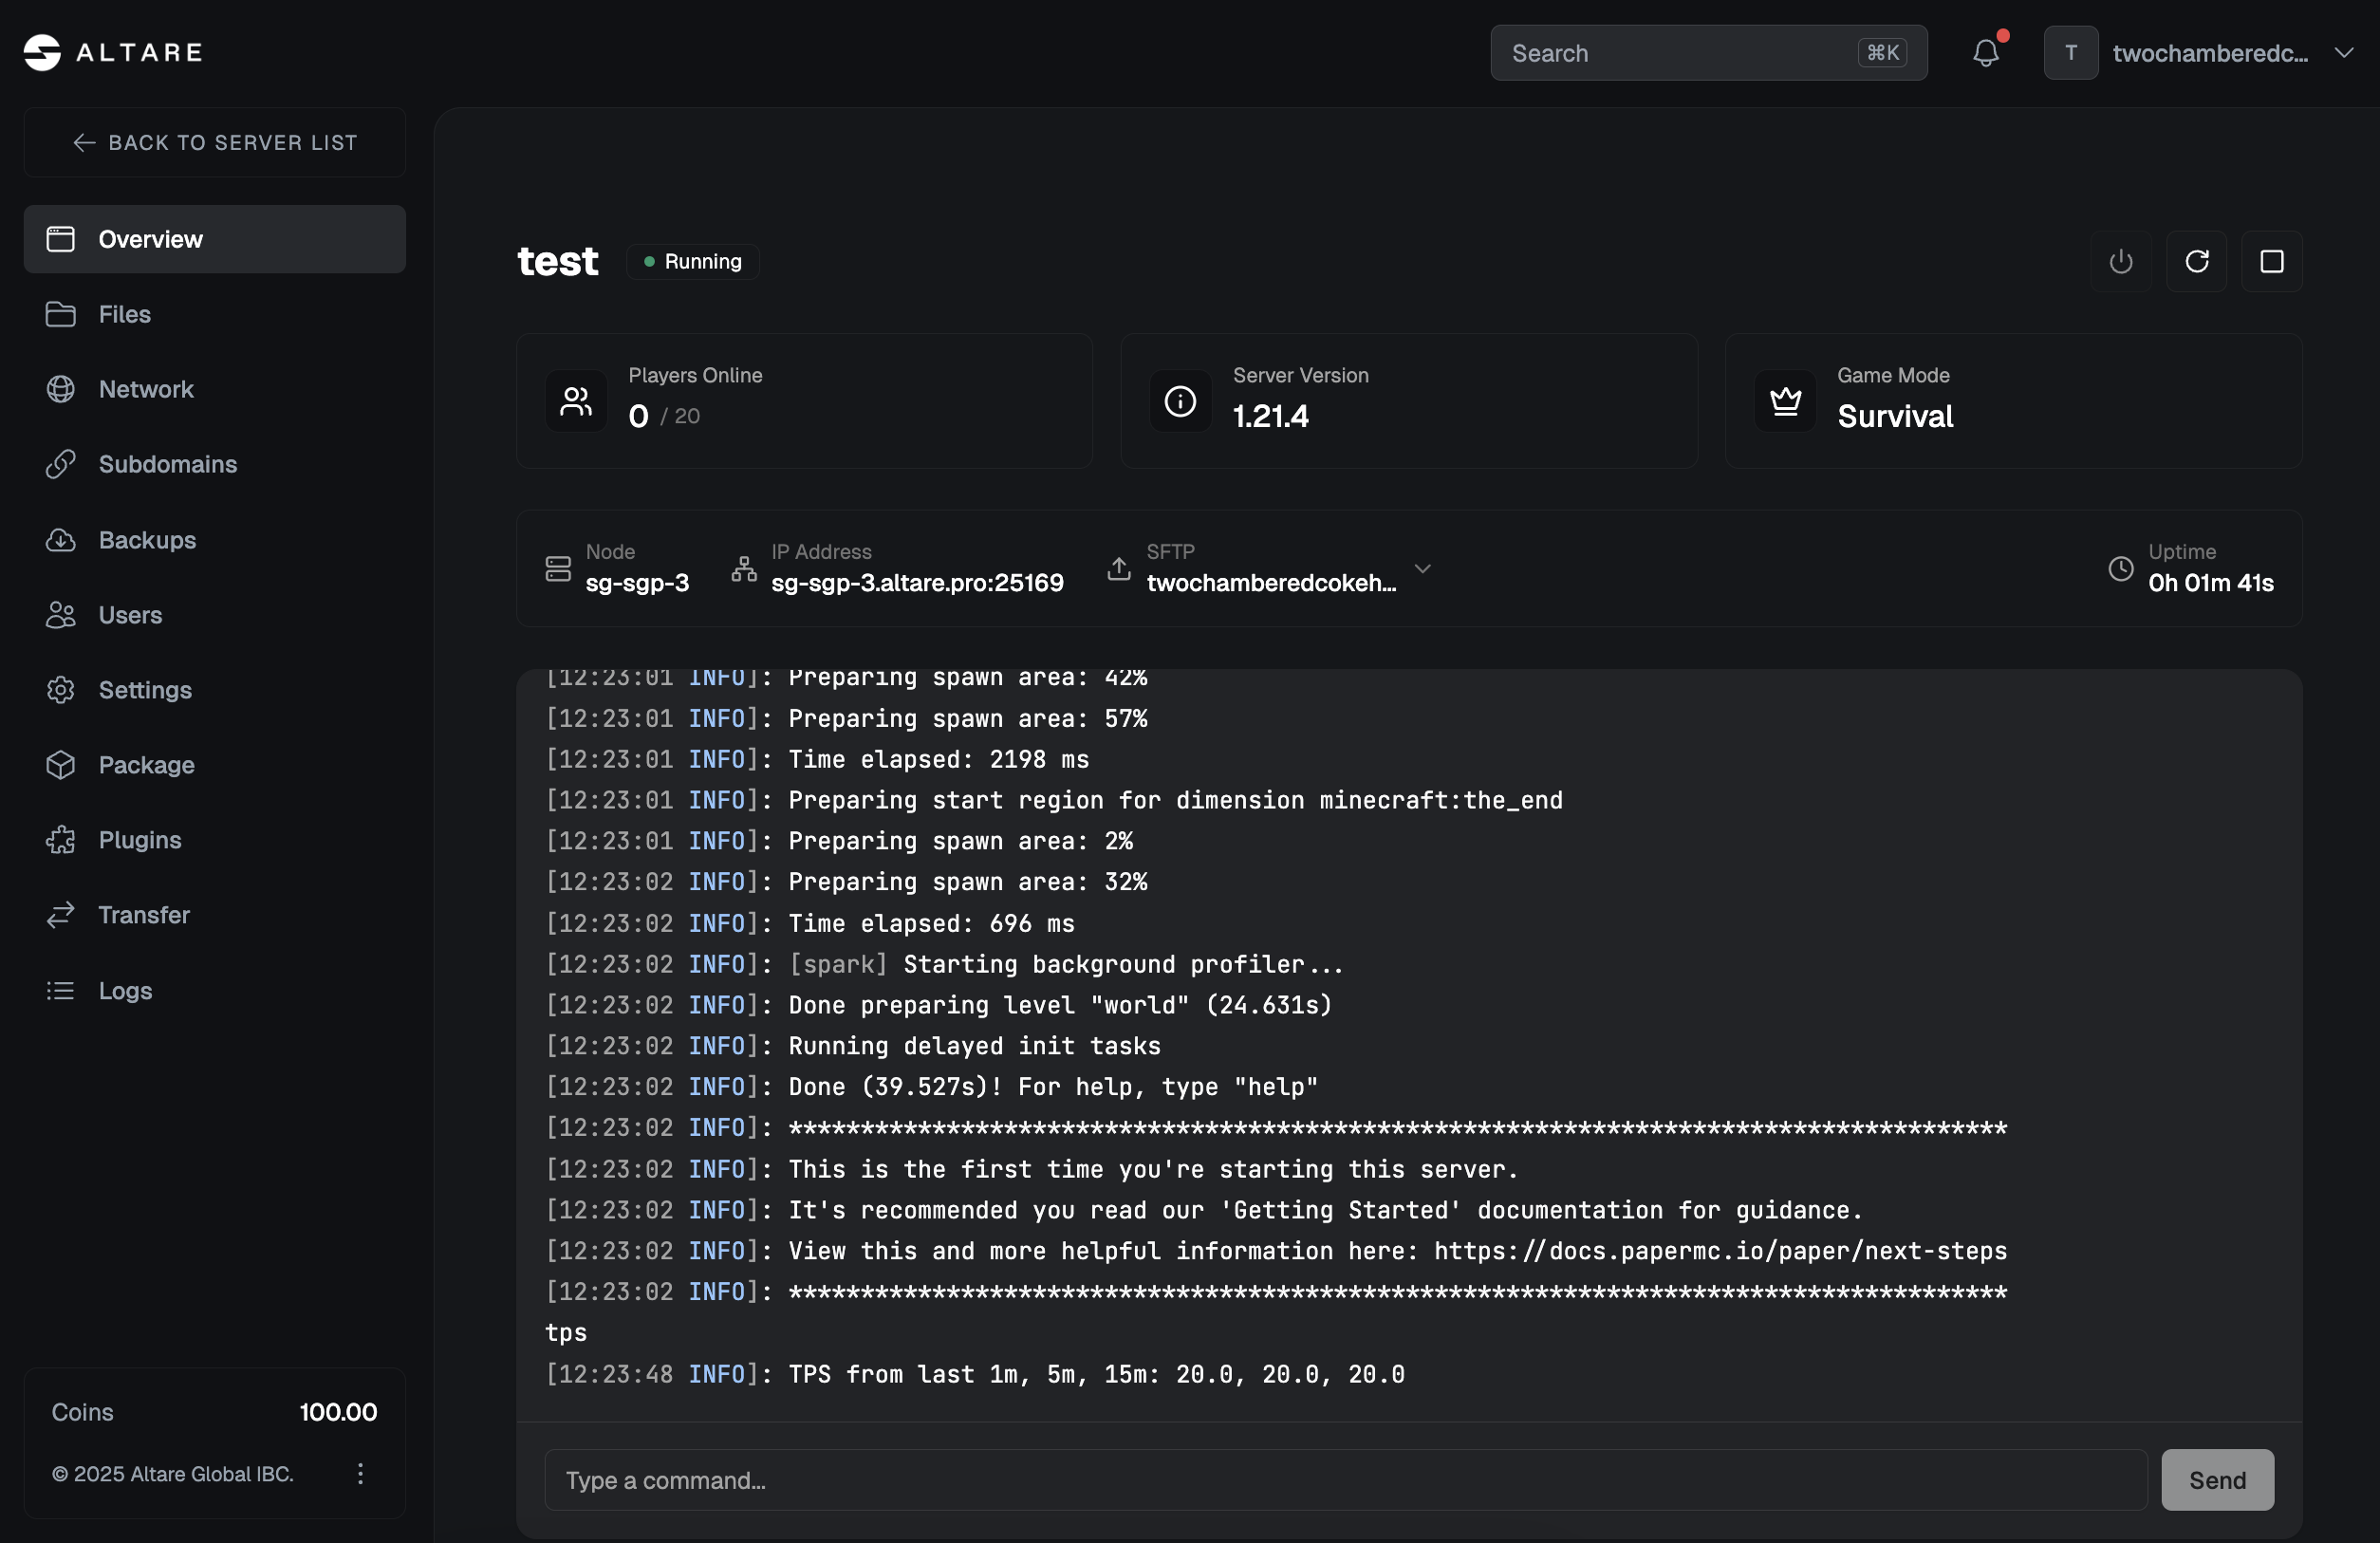 ALTARE
Search ⌘K
T twochamberedc...
← BACK TO SERVER LIST
Overview
Files
Network
Subdomains
Backups
Users
Settings
Package
Plugins
Transfer
Logs
Coins 100.00
© 2025 Altare Global IBC.
test Running
Players Online
0 / 20
Server Version
1.21.4
Game Mode
Survival
Node
sg-sgp-3
IP Address
sg-sgp-3.altare.pro:25169
SFTP
twochamberedcokeh...
Uptime
0h 01m 41s
[12:23:01 INFO]: Preparing spawn area: 42%
[12:23:01 INFO]: Preparing spawn area: 57%
[12:23:01 INFO]: Time elapsed: 2198 ms
[12:23:01 INFO]: Preparing start region for dimension minecraft:the_end
[12:23:01 INFO]: Preparing spawn area: 2%
[12:23:02 INFO]: Preparing spawn area: 32%
[12:23:02 INFO]: Time elapsed: 696 ms
[12:23:02 INFO]: [spark] Starting background profiler...
[12:23:02 INFO]: Done preparing level "world" (24.631s)
[12:23:02 INFO]: Running delayed init tasks
[12:23:02 INFO]: Done (39.527s)! For help, type "help"
[12:23:02 INFO]: *************************************************************************************
[12:23:02 INFO]: This is the first time you're starting this server.
[12:23:02 INFO]: It's recommended you read our 'Getting Started' documentation for guidance.
[12:23:02 INFO]: View this and more helpful information here: https://docs.papermc.io/paper/next-steps
[12:23:02 INFO]: *************************************************************************************
tps
[12:23:48 INFO]: TPS from last 1m, 5m, 15m: 20.0, 20.0, 20.0
Type a command...
Send